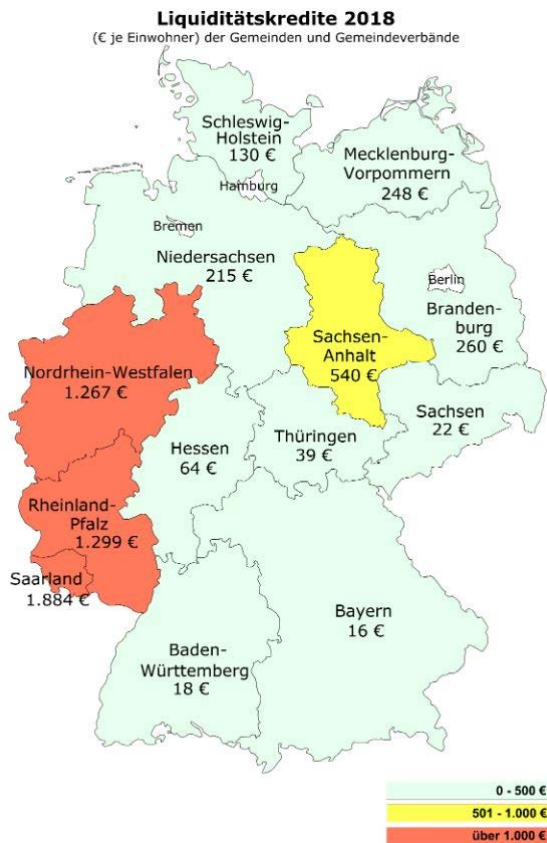 Liquiditätskredite 2018
(€ je Einwohner) der Gemeinden und Gemeindeverbände
Schleswig-
Holstein
130 €
Mecklenburg-
Vorpommern
248 €
Hamburg
Bremen
Niedersachsen
215 €
Berlin
Branden-
burg
260 €
Sachsen-
Anhalt
540 €
Nordrhein-Westfalen
1.267 €
Sachsen
22 €
Thüringen
39 €
Hessen
64 €
Rheinland-
Pfalz
1.299 €
Saarland
1.884 €
Bayern
16 €
Baden-
Württemberg
18 €
0 - 500 €
501 - 1.000 €
über 1.000 €